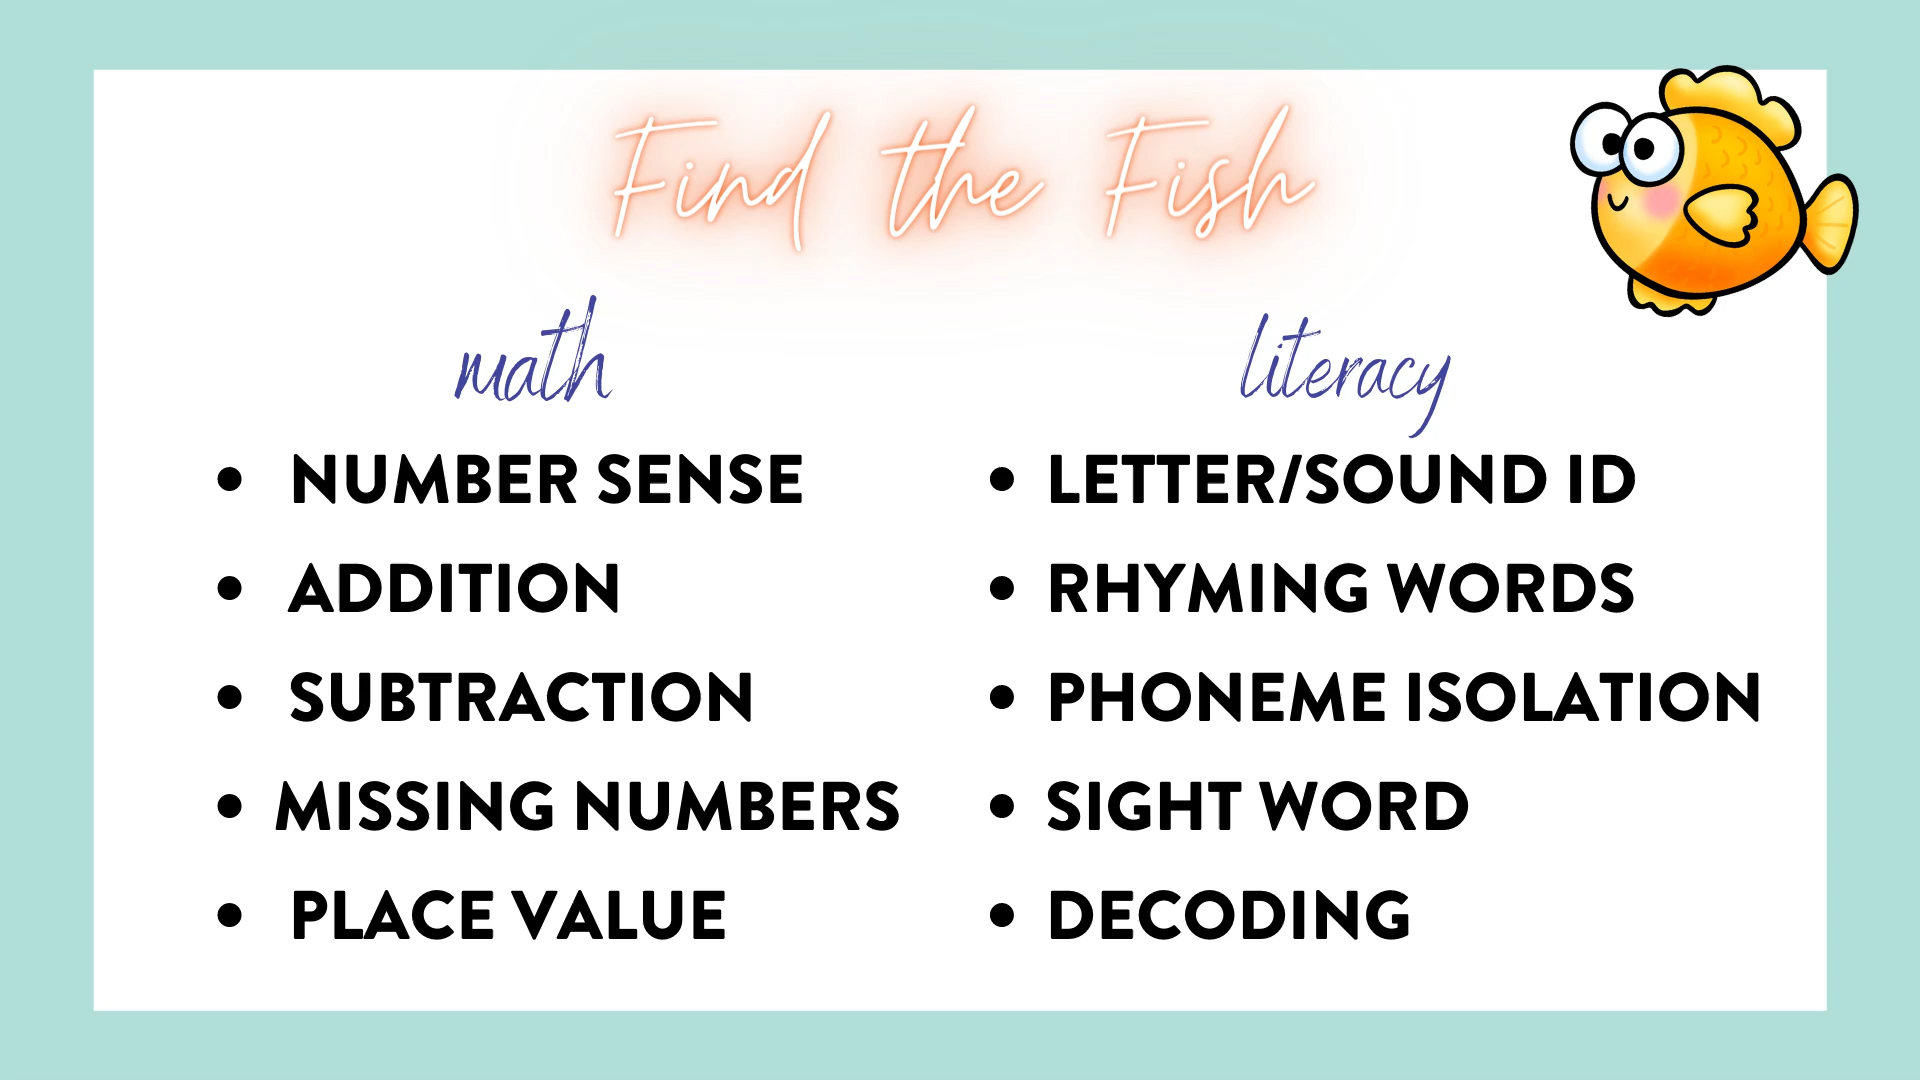 Find the Fish
math
• NUMBER SENSE
• ADDITION
• SUBTRACTION
• MISSING NUMBERS
• PLACE VALUE
literacy
• LETTER/SOUND ID
• RHYMING WORDS
• PHONEME ISOLATION
• SIGHT WORD
• DECODING